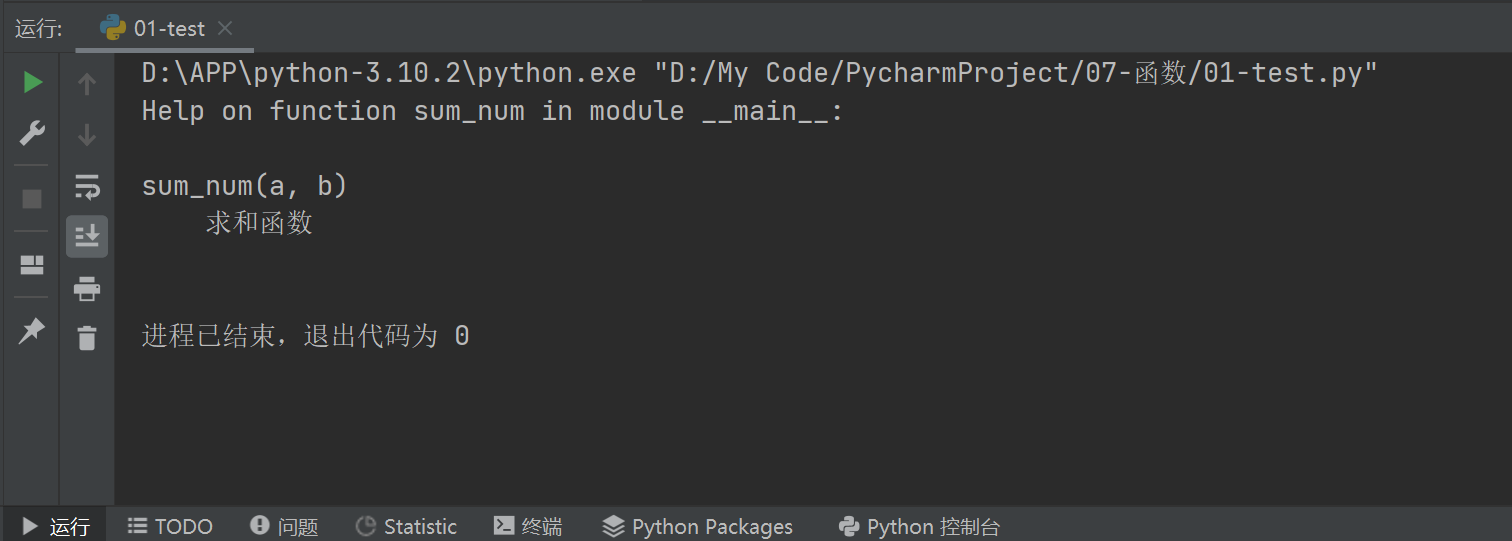 运行:
01-test
D:\APP\python-3.10.2\python.exe "D:/My Code/PycharmProject/07-函数/01-test.py"
Help on function sum_num in module __main__:
sum_num(a, b)
求和函数
进程已结束，退出代码为 0
运行
TODO
问题
Statistic
终端
Python Packages
Python 控制台